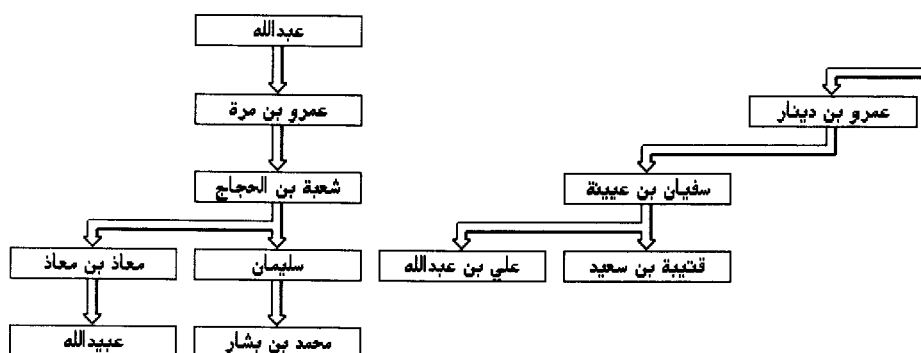 عبدالله
عمرو بن دينار
عمرو بن مرة
سفيان بن عيينة
شعبة بن الحجاج
قتيبة بن سعيد
علي بن عبدالله
سليمان
معاذ بن معاذ
محمد بن بشار
عبيدالله